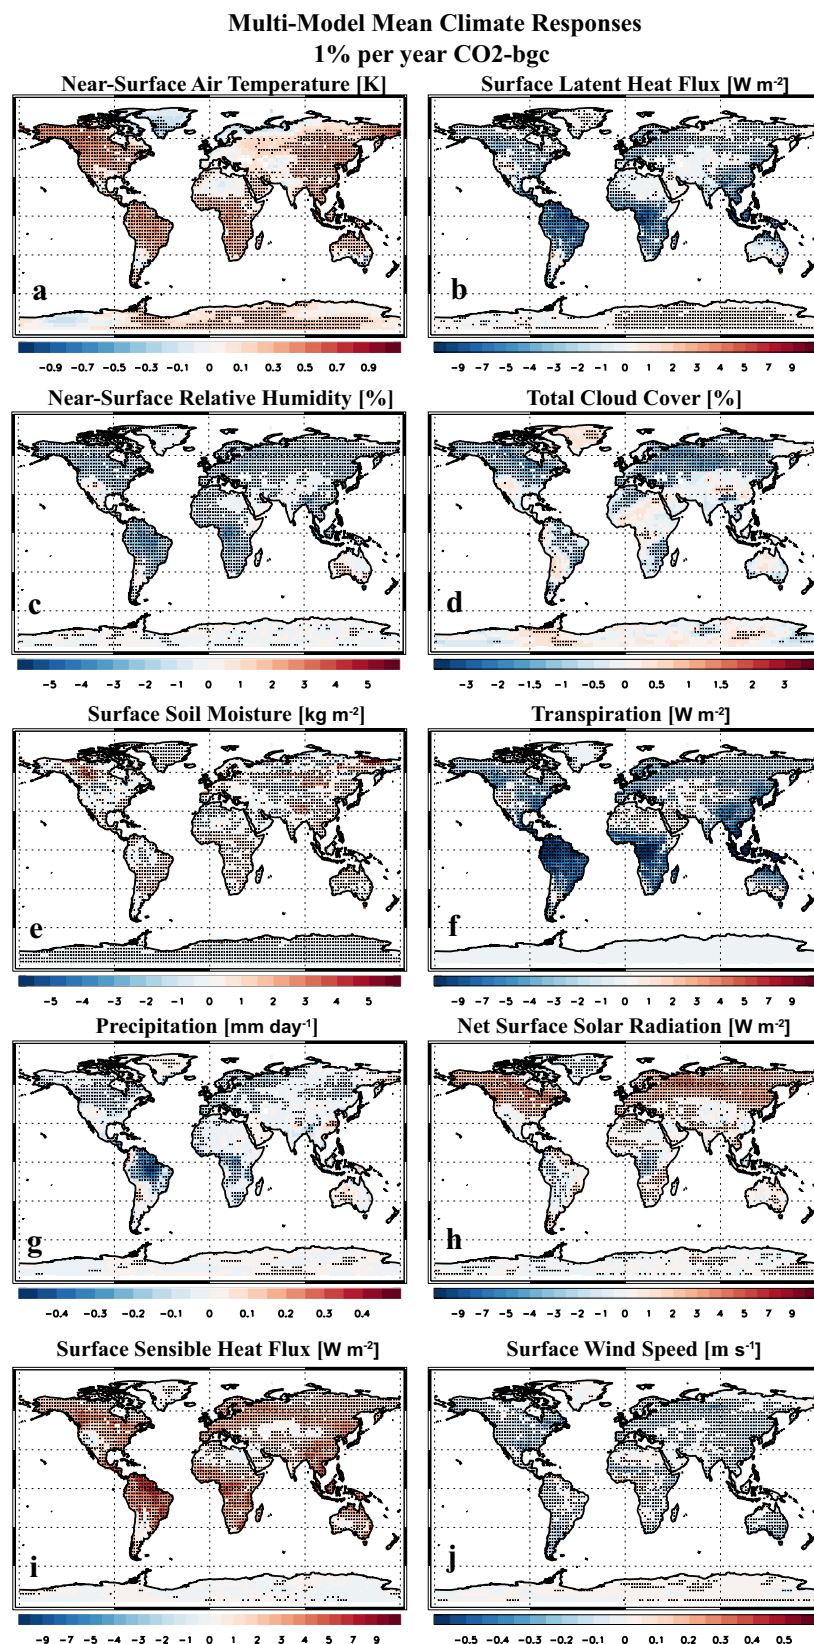 Multi-Model Mean Climate Responses
1% per year CO2-bgc
Near-Surface Air Temperature [K]
a
-0.9 -0.7 -0.5 -0.3 -0.1 0 0.1 0.3 0.5 0.7 0.9
Surface Latent Heat Flux [W m-2]
b
-9 -7 -5 -4 -2 -1 0 1 2 4 5 7 9
Near-Surface Relative Humidity [%]
c
-5 -4 -3 -2 -1 0 1 2 3 4 5
Total Cloud Cover [%]
d
-3 -2 -1.5 -1 -0.5 0 0.5 1 1.5 2 3
Surface Soil Moisture [kg m-2]
e
-5 -4 -3 -2 -1 0 1 2 3 4 5
Transpiration [W m-2]
f
-9 -7 -5 -4 -2 -1 0 1 2 4 5 7 9
Precipitation [mm day-1]
g
-0.4 -0.3 -0.2 -0.1 0 0.1 0.2 0.3 0.4
Net Surface Solar Radiation [W m-2]
h
-9 -7 -5 -4 -2 -1 0 1 2 4 5 7 9
Surface Sensible Heat Flux [W m-2]
i
-9 -7 -5 -4 -2 -1 0 1 2 4 5 7 9
Surface Wind Speed [m s-1]
j
-0.5 -0.4 -0.3 -0.2 -0.1 0 0.1 0.2 0.3 0.4 0.5